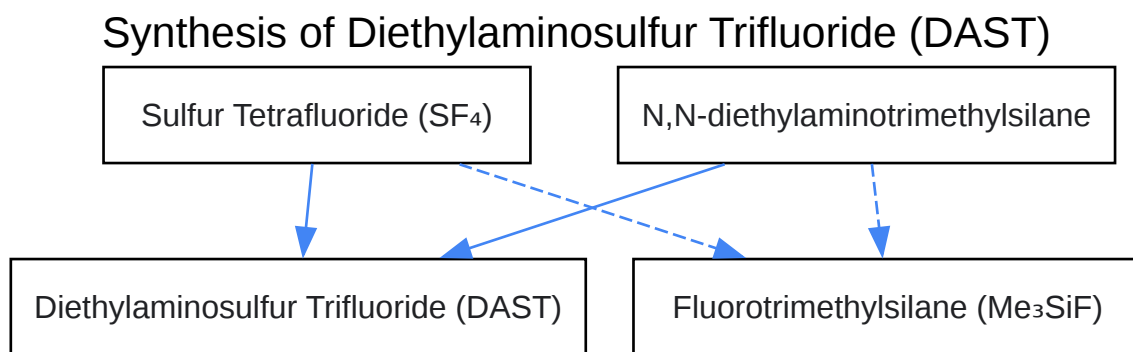 Synthesis of Diethylaminosulfur Trifluoride (DAST)
Sulfur Tetrafluoride (SF₄)
N,N-diethylaminotrimethylsilane
Diethylaminosulfur Trifluoride (DAST)
Fluorotrimethylsilane (Me₃SiF)